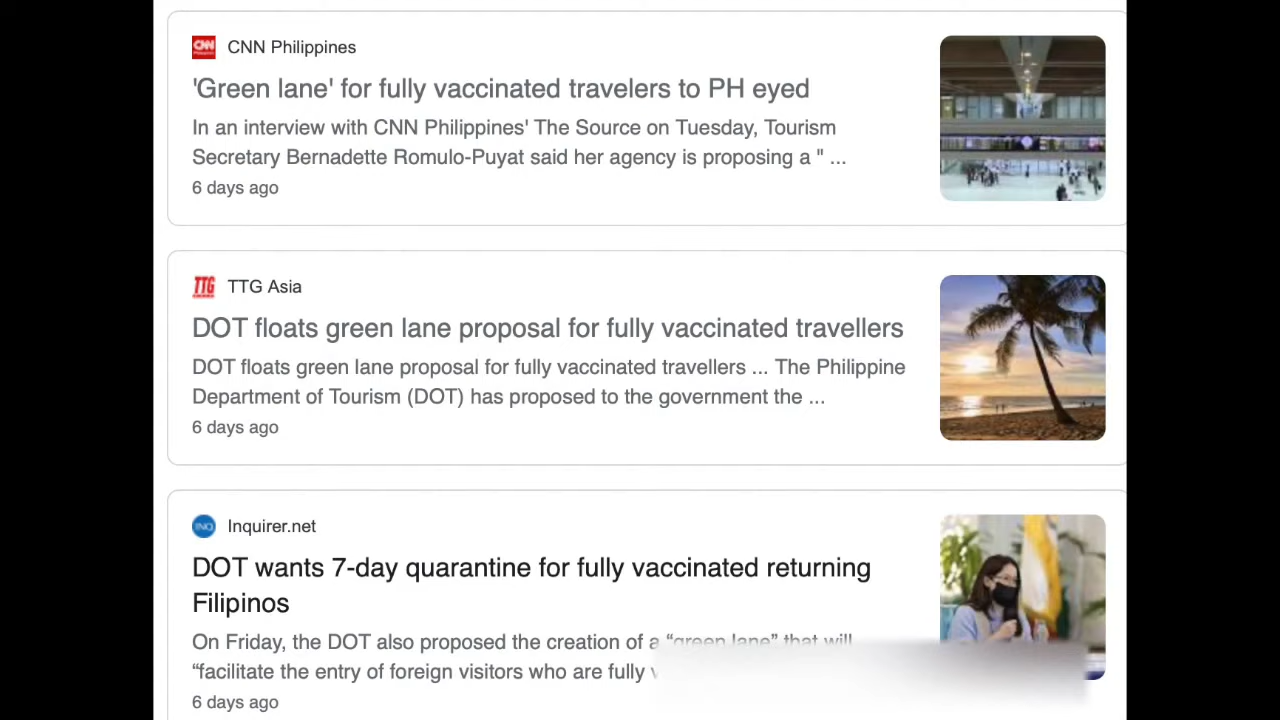 CNN Philippines
'Green lane' for fully vaccinated travelers to PH eyed
In an interview with CNN Philippines' The Source on Tuesday, Tourism
Secretary Bernadette Romulo-Puyat said her agency is proposing a " ...
6 days ago
TTG Asia
DOT floats green lane proposal for fully vaccinated travellers
DOT floats green lane proposal for fully vaccinated travellers ... The Philippine
Department of Tourism (DOT) has proposed to the government the ...
6 days ago
Inquirer.net
DOT wants 7-day quarantine for fully vaccinated returning
Filipinos
On Friday, the DOT also proposed the creation of a “green lane” that will
“facilitate the entry of foreign visitors who are fully
6 days ago